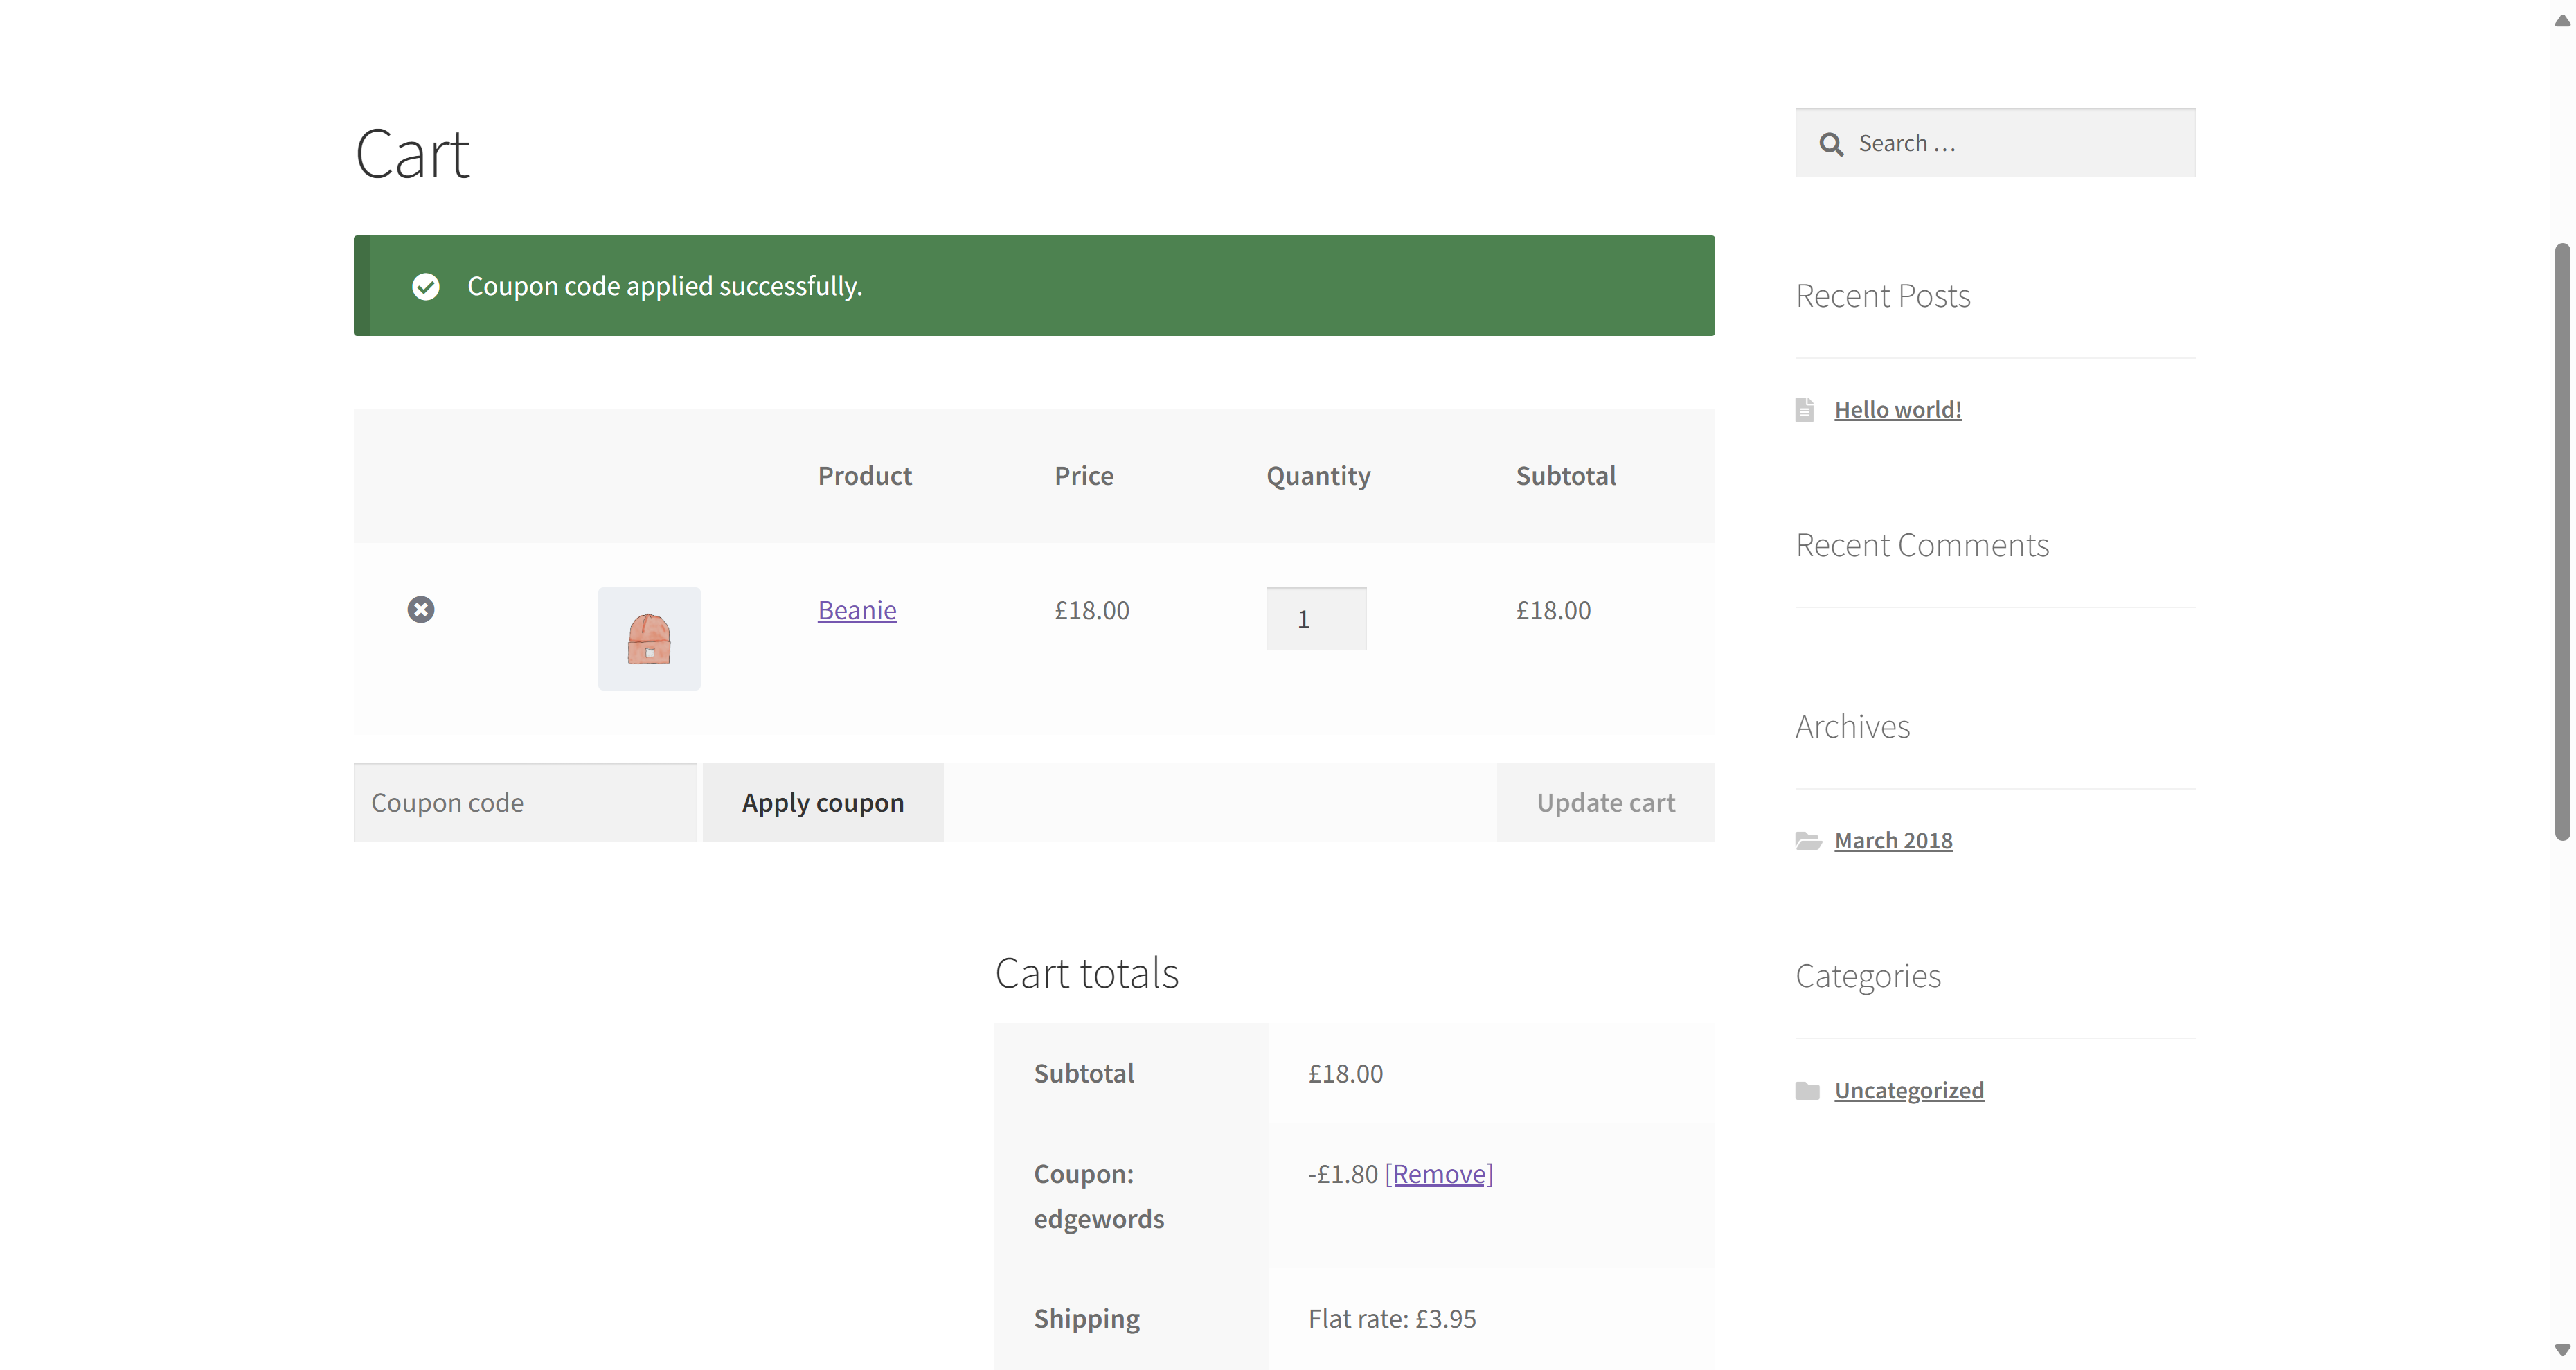 Cart
Coupon code applied successfully.
Product Price Quantity Subtotal
Beanie £18.00 1 £18.00
Coupon code Apply coupon Update cart
Cart totals
Subtotal £18.00
Coupon: edgewords -£1.80 [Remove]
Shipping Flat rate: £3.95
Search …
Recent Posts
Hello world!
Recent Comments
Archives
March 2018
Categories
Uncategorized